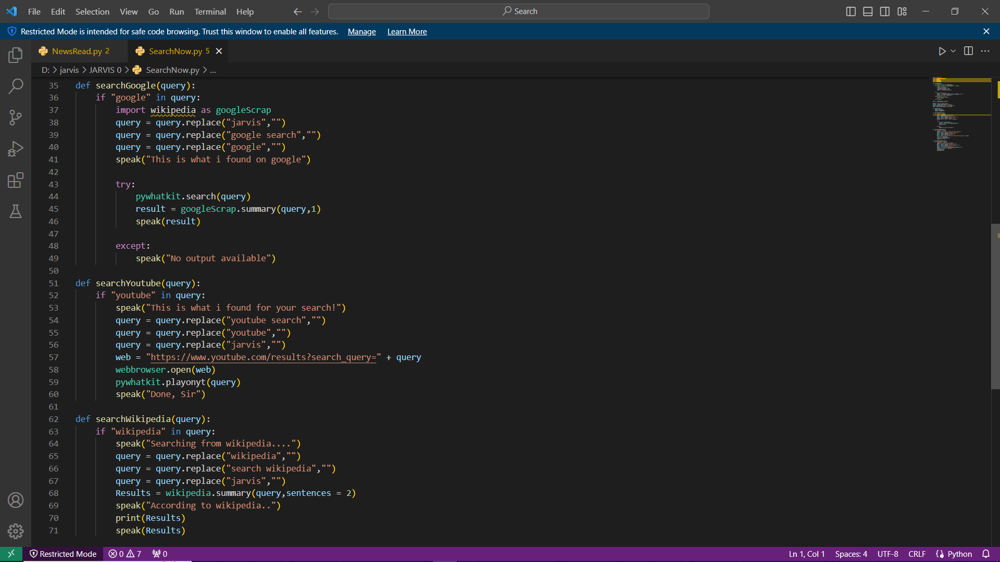 File Edit Selection View Go Run Terminal Help Search
Restricted Mode is intended for safe code browsing. Trust this window to enable all features. Manage Learn More
NewsRead.py 2 SearchNow.py 5
D: > jarvis > JARVIS 0 > SearchNow.py > ...
35 def searchGoogle(query):
36 if "google" in query:
37 import wikipedia as googleScrap
38 query = query.replace("jarvis","")
39 query = query.replace("google search","")
40 query = query.replace("google","")
41 speak("This is what i found on google")
42
43 try:
44 pywhatkit.search(query)
45 result = googleScrap.summary(query,1)
46 speak(result)
47
48 except:
49 speak("No output available")
50
51 def searchYoutube(query):
52 if "youtube" in query:
53 speak("This is what i found for your search!")
54 query = query.replace("youtube search","")
55 query = query.replace("youtube","")
56 query = query.replace("jarvis","")
57 web = "https://www.youtube.com/results?search_query=" + query
58 webbrowser.open(web)
59 pywhatkit.playonyt(query)
60 speak("Done, Sir")
61
62 def searchWikipedia(query):
63 if "wikipedia" in query:
64 speak("Searching from wikipedia....")
65 query = query.replace("wikipedia","")
66 query = query.replace("search wikipedia","")
67 query = query.replace("jarvis","")
68 Results = wikipedia.summary(query,sentences = 2)
69 speak("According to wikipedia..")
70 print(Results)
71 speak(Results)
Restricted Mode 0 7 0 Ln 1, Col 1 Spaces: 4 UTF-8 CRLF Python